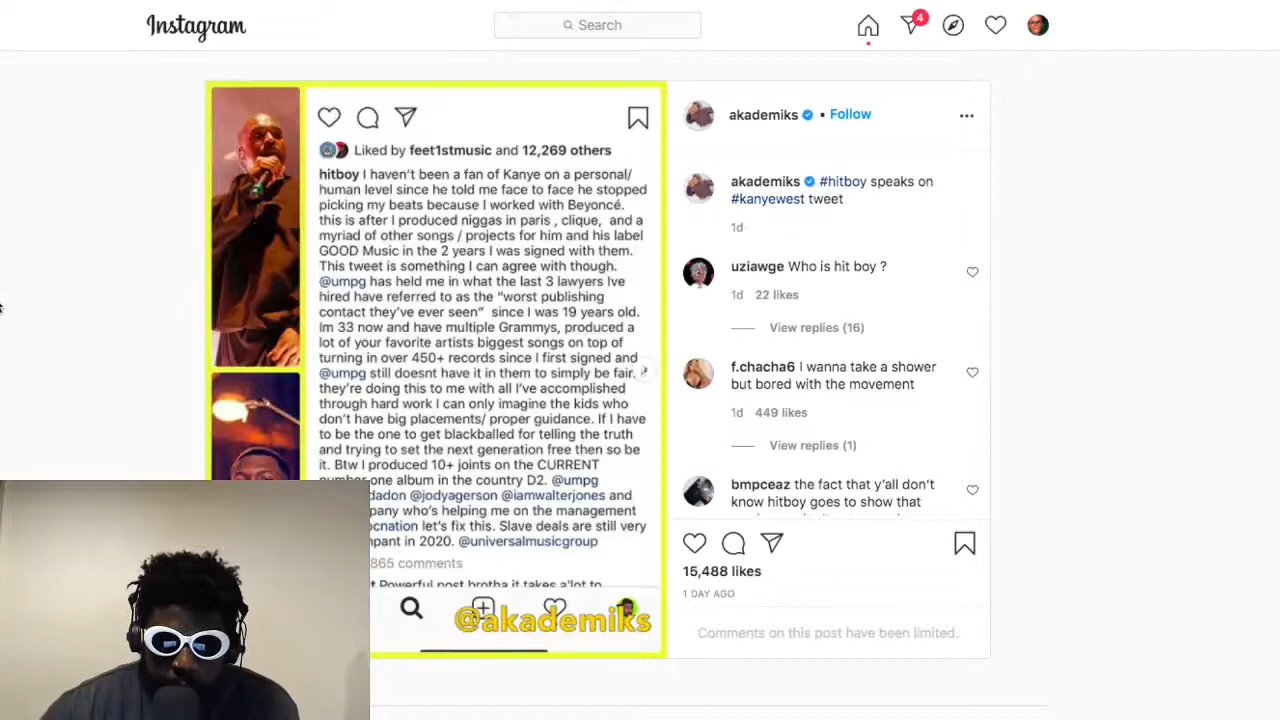 Instagram
Search
4
Liked by feet1stmusic and 12,269 others
hitboy I haven't been a fan of Kanye on a personal/
human level since he told me face to face he stopped
picking my beats because I worked with Beyoncé.
this is after I produced niggas in paris , clique, and a
myriad of other songs / projects for him and his label
GOOD Music in the 2 years I was signed with them.
This tweet is something I can agree with though.
@umpg has held me in what the last 3 lawyers Ive
hired have referred to as the “worst publishing
contact they've ever seen” since I was 19 years old.
Im 33 now and have multiple Grammys, produced a
lot of your favorite artists biggest songs on top of
turning in over 450+ records since I first signed and
@umpg still doesnt have it in them to simply be fair.
they're doing this to me with all I've accomplished
through hard work I can only imagine the kids who
don't have big placements/ proper guidance. If I have
to be the one to get blackballed for telling the truth
and trying to set the next generation free then so be
it. Btw I produced 10+ joints on the CURRENT
number one album in the country D2. @umpg
dadon @jodyagerson @iamwalterjones and
pany who's helping me on the management
ocnation let's fix this. Slave deals are still very
mpant in 2020. @universalmusicgroup
865 comments
t Powerful post brotha it takes a'lot to
@akademiks
akademiks • Follow
akademiks #hitboy speaks on
#kanyewest tweet
1d
uziawge Who is hit boy ?
1d 22 likes
View replies (16)
f.chacha6 I wanna take a shower
but bored with the movement
1d 449 likes
View replies (1)
bmpceaz the fact that y'all don't
know hitboy goes to show that
15,488 likes
1 DAY AGO
Comments on this post have been limited.